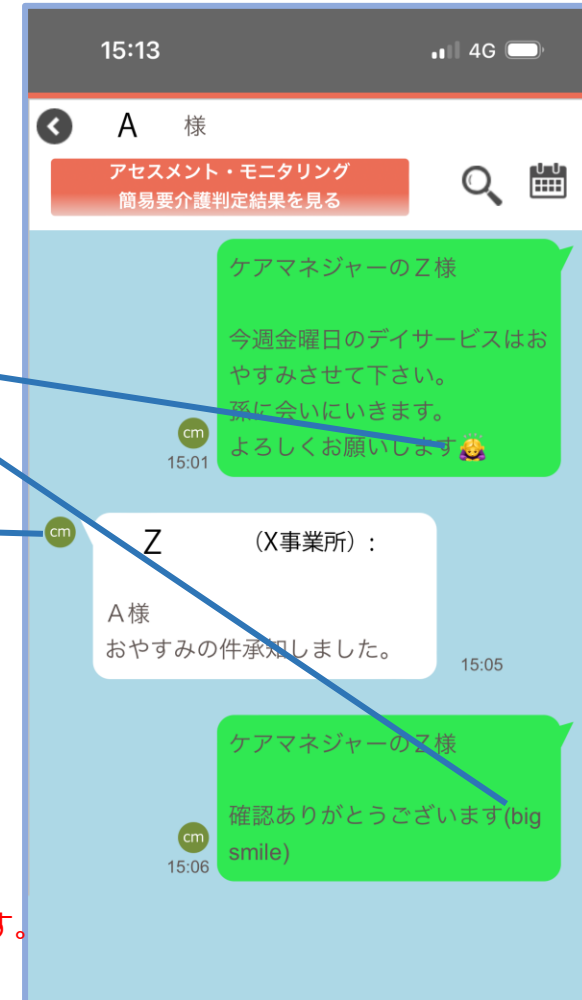 15:13
4G
A 様
アセスメント・モニタリング
簡易要介護判定結果を見る
ケアマネジャーのZ様
今週金曜日のデイサービスはお
やすみさせて下さい。
孫に会いにいきます。
よろしくお願いします🙇‍♀️
cm
15:01
cm
Z (X事業所):
A様
おやすみの件承知しました。
15:05
ケアマネジャーのZ様
確認ありがとうございます(big
smile)
cm
15:06
す。